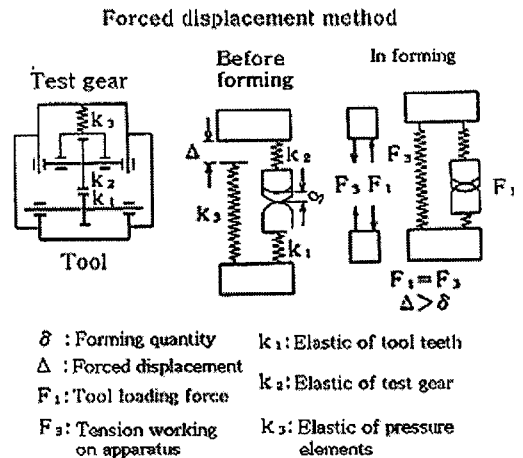 Forced displacement method
Test gear
k₃
k₂
k₁
Tool
Before
forming
Δ
k₂
δ
k₃
k₁
In forming
F₃ F₁
F₃
F₁
F₁=F₃
Δ>δ
δ : Forming quantity
Δ : Forced displacement
F₁: Tool loading force
F₃: Tension working
on apparatus
k₁: Elastic of tool teeth
k₂: Elastic of test gear
k₃: Elastic of pressure
elements